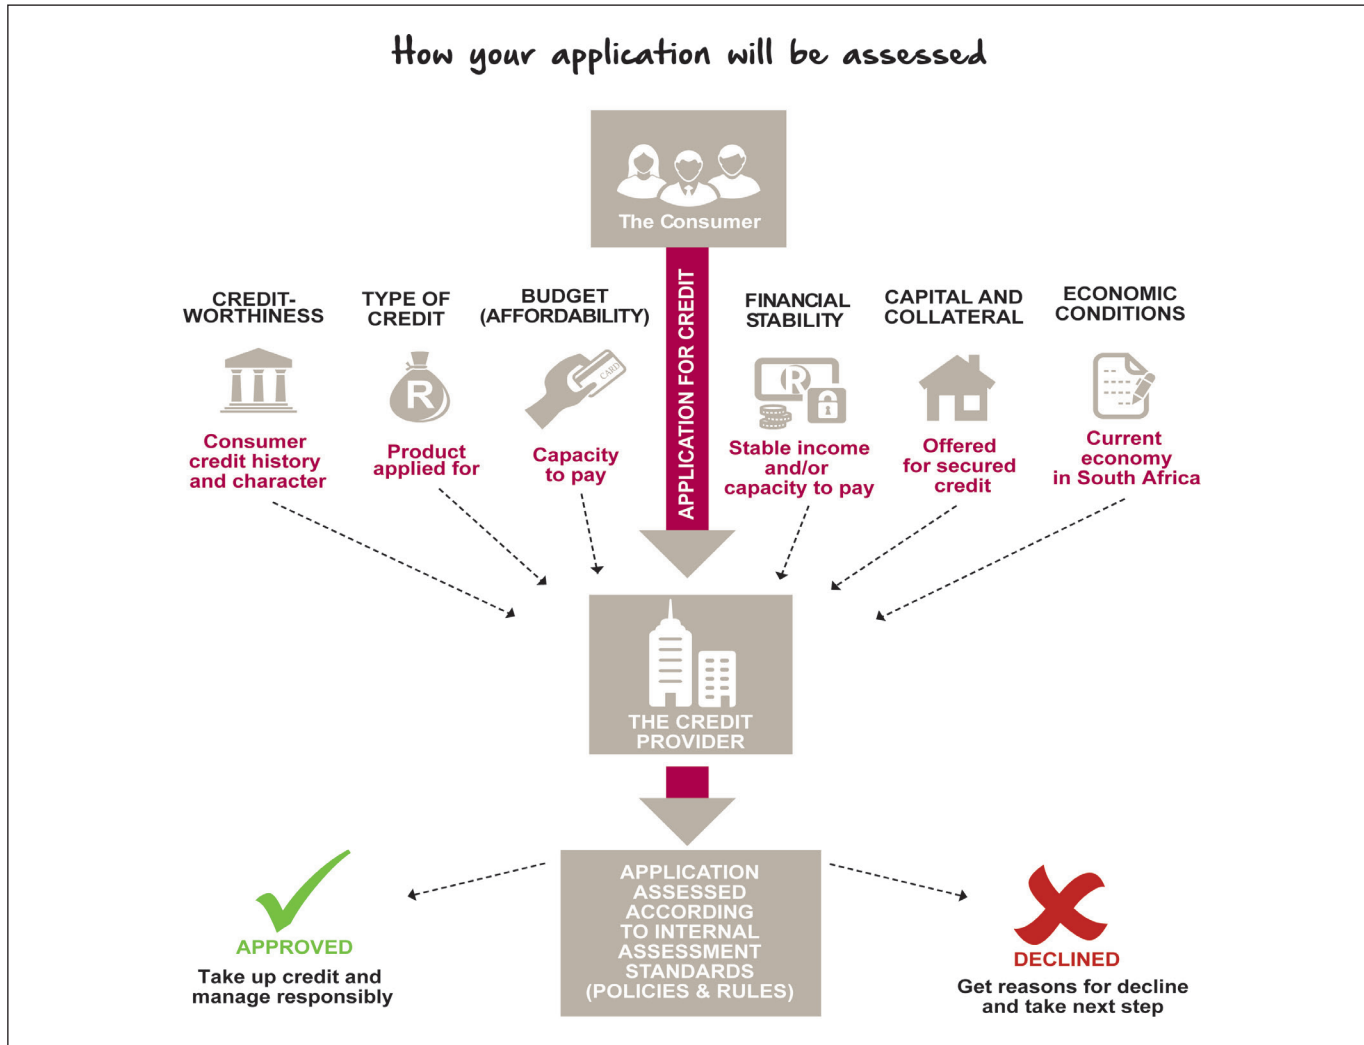 How your application will be assessed
The Consumer
APPLICATION FOR CREDIT
CREDIT-
WORTHINESS
Consumer
credit history
and character
TYPE OF
CREDIT
R
Product
applied for
BUDGET
(AFFORDABILITY)
CARD
Capacity
to pay
FINANCIAL
STABILITY
R
Stable income
and/or
capacity to pay
CAPITAL AND
COLLATERAL
Offered
for secured
credit
ECONOMIC
CONDITIONS
Current
economy
in South Africa
THE CREDIT
PROVIDER
APPLICATION
ASSESSED
ACCORDING
TO INTERNAL
ASSESSMENT
STANDARDS
(POLICIES & RULES)
APPROVED
Take up credit and
manage responsibly
DECLINED
Get reasons for decline
and take next step